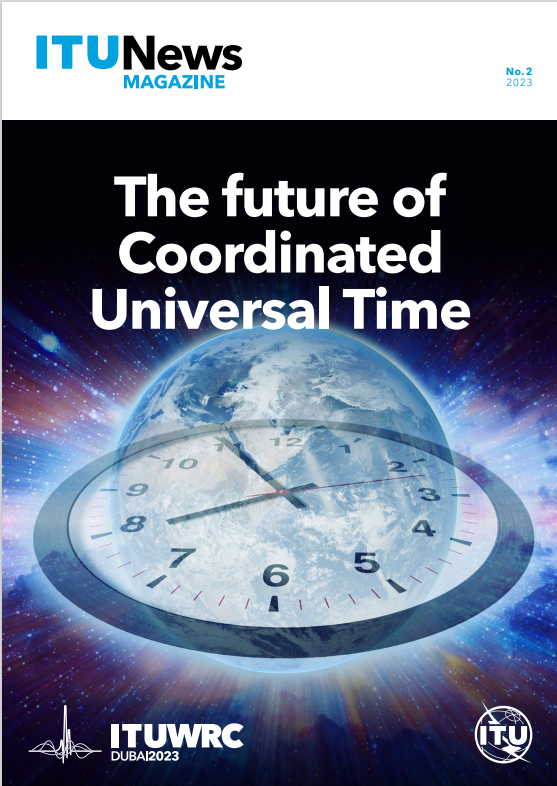 ITUNews
MAGAZINE
No. 2
2023
The future of
Coordinated
Universal Time
11
12
1
10
2
9
3
8
4
7
5
6
ITUWRC
DUBAI2023
ITU